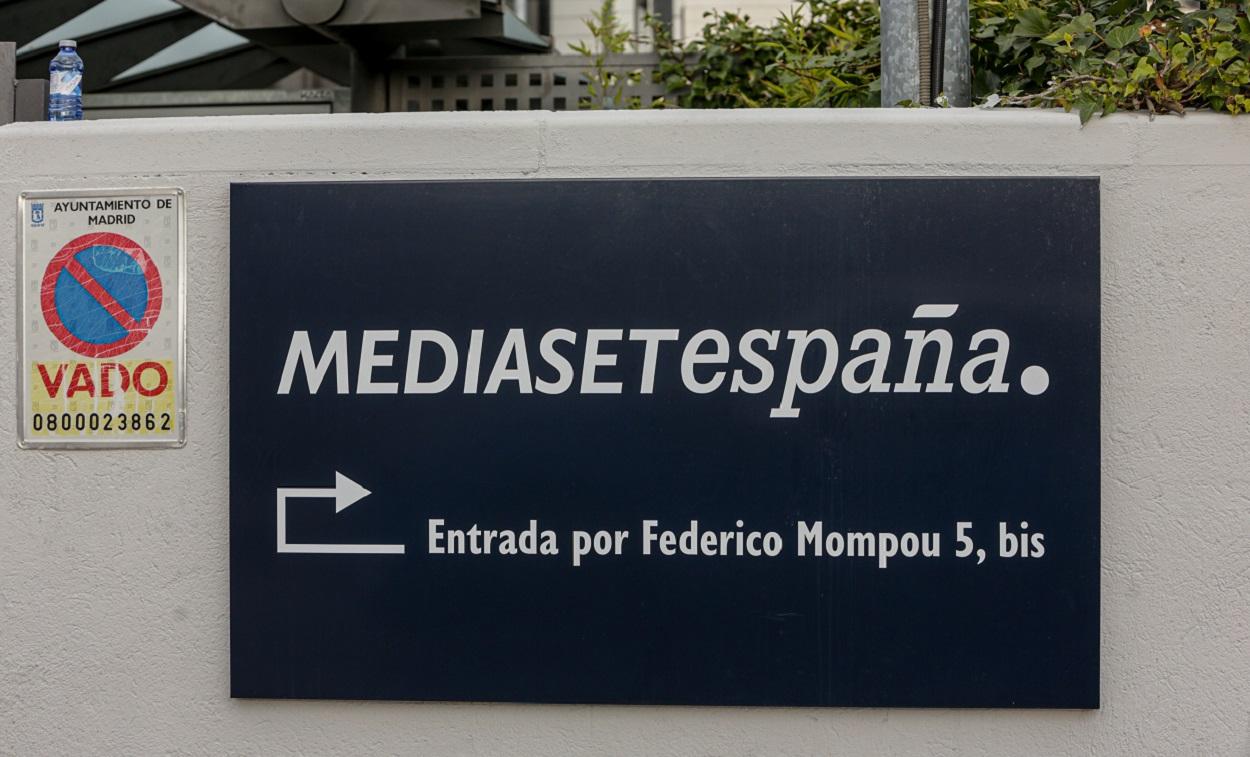 AYUNTAMIENTO DE
MADRID
VADO
0800023862
MEDIASETespaña.
Entrada por Federico Mompou 5, bis